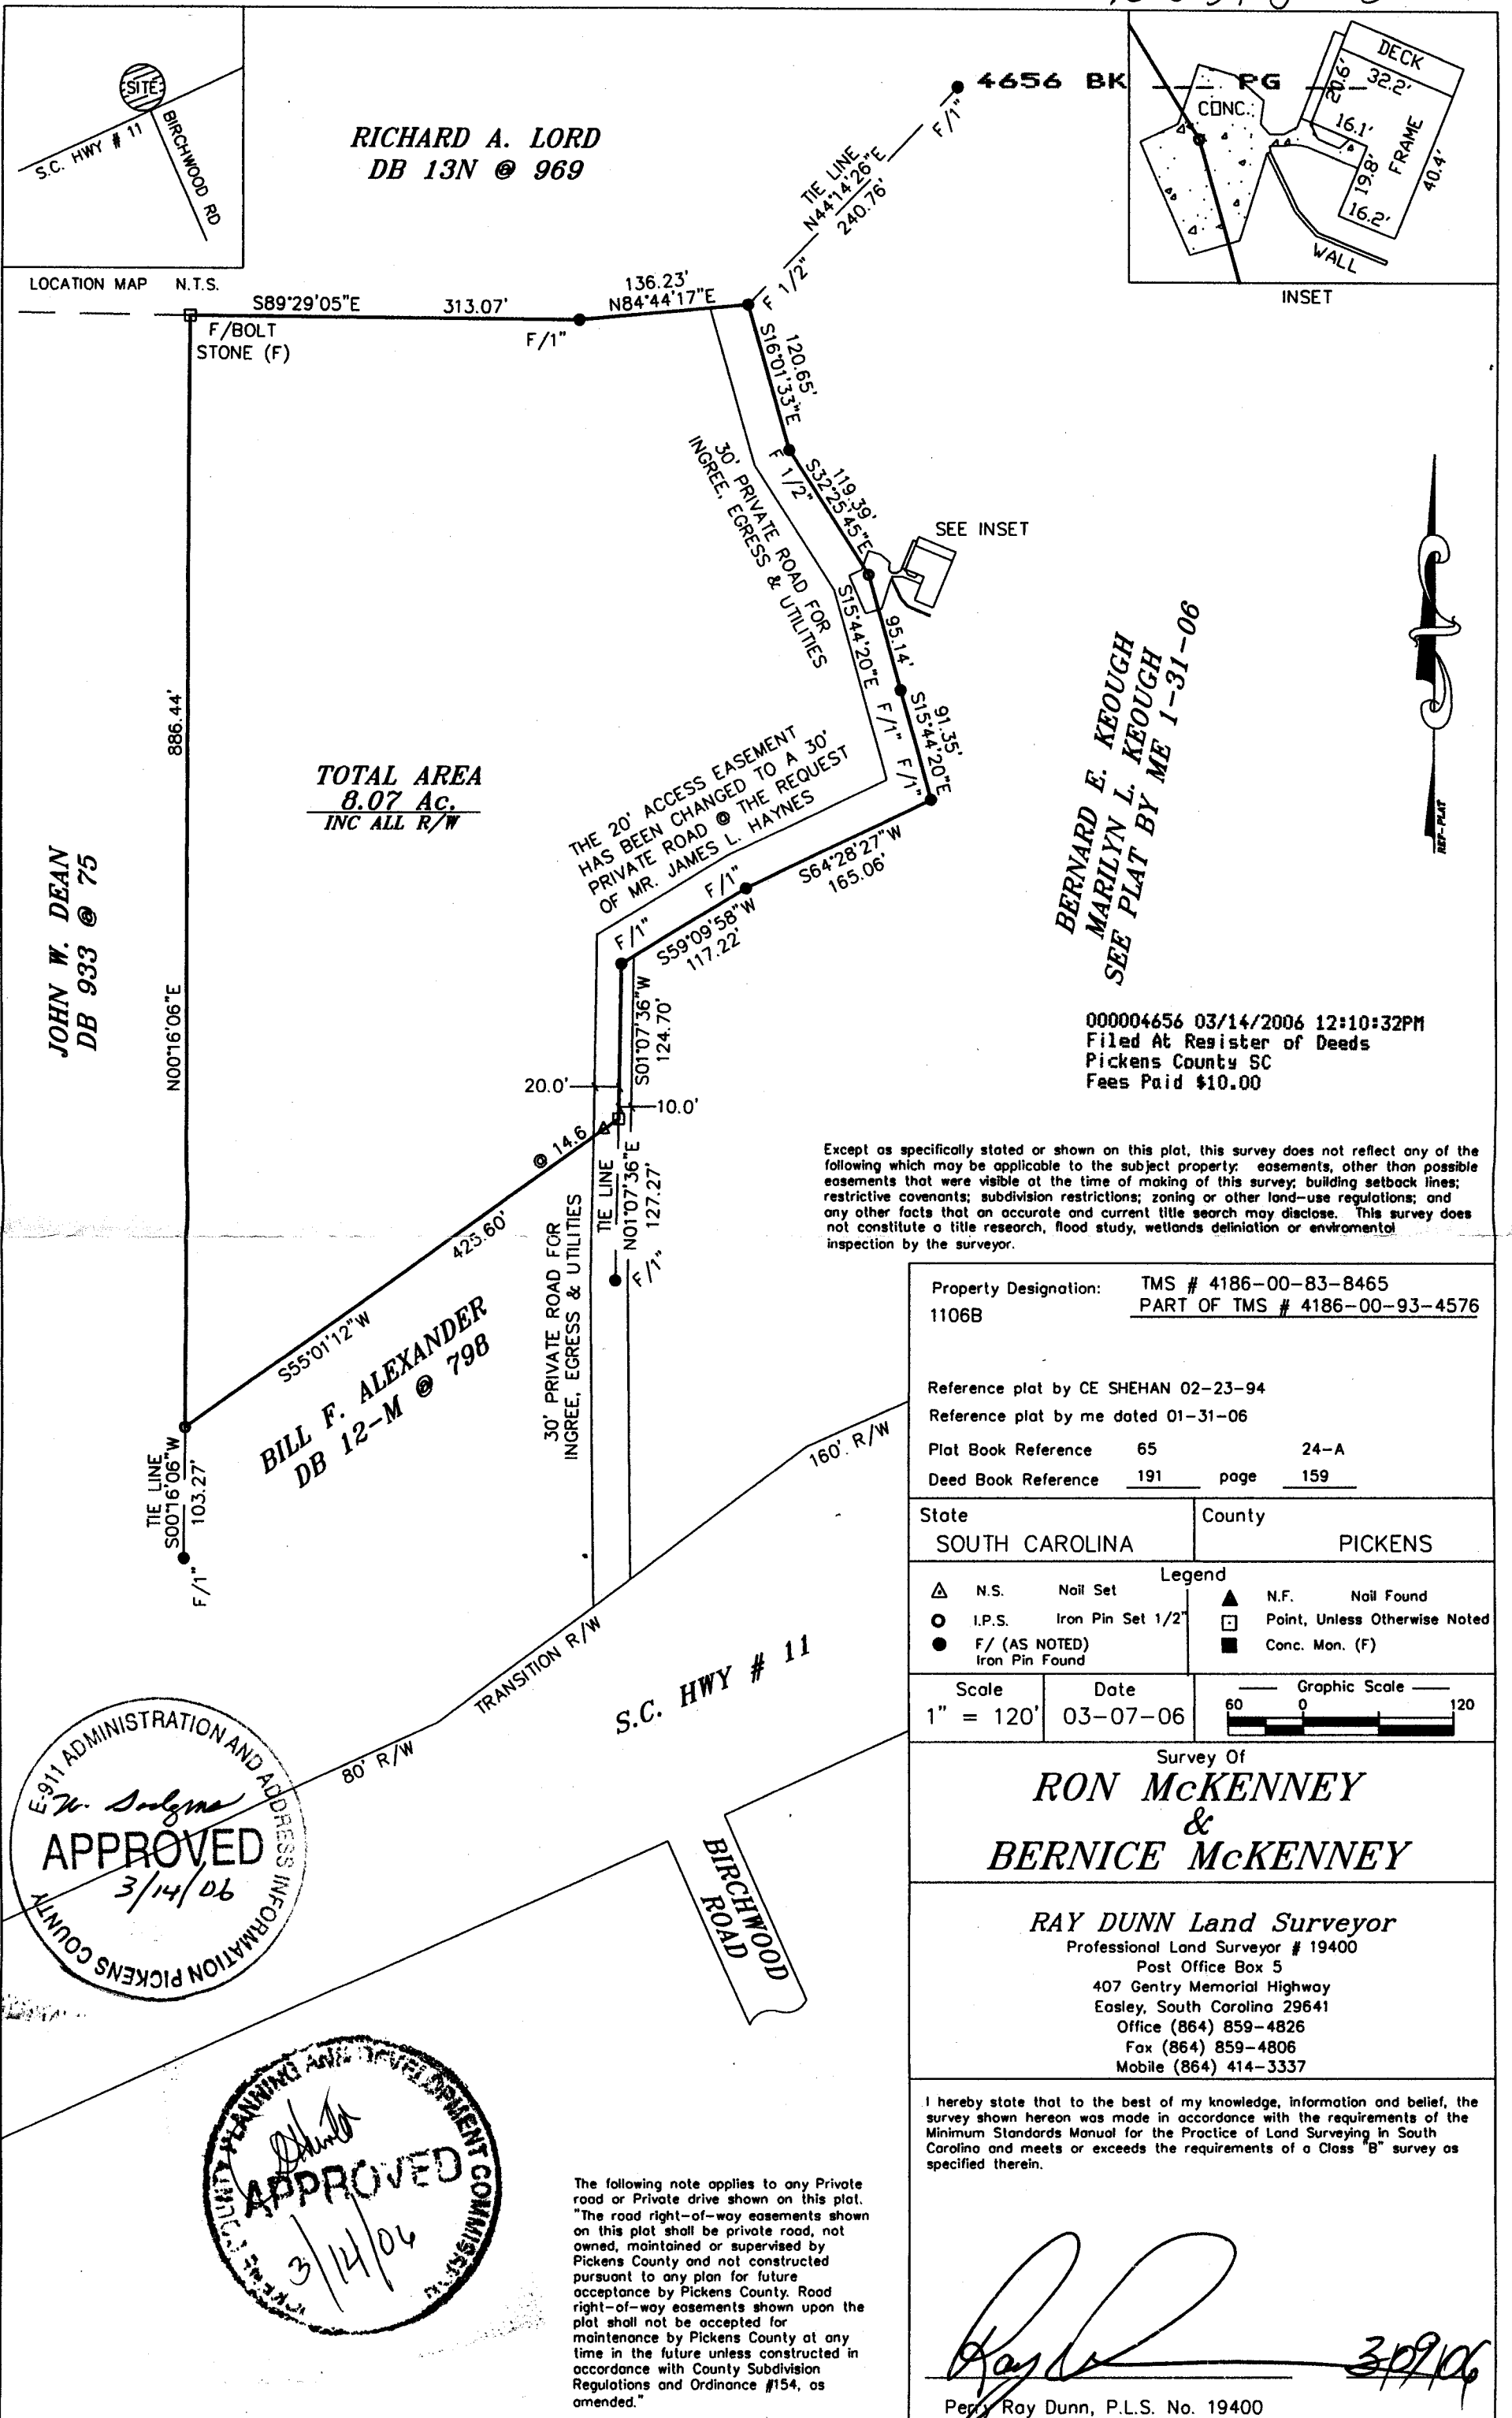 4656 BK PG
SITE
S.C. HWY # 11
BIRCHWOOD RD
LOCATION MAP N.T.S.
RICHARD A. LORD
DB 13N @ 969
TIE LINE
N44°14'26"E
240.76'
F/1"
CONC.
DECK
20.6'
32.2'
16.1'
FRAME
19.8'
40.4'
16.2'
WALL
INSET
S89°29'05"E 313.07'
F/BOLT
STONE (F)
F/1"
136.23'
N84°44'17"E
F 1/2"
120.65'
S16°01'33"E
F 1/2"
119.39'
S32°25'45"E
SEE INSET
30' PRIVATE ROAD FOR
INGREE, EGRESS & UTILITIES
S15°44'20"E
95.14'
F/1"
91.35'
S15°44'20"E
F/1"
886.44'
N00°16'06"E
TOTAL AREA
8.07 Ac.
INC ALL R/W
THE 20' ACCESS EASEMENT
HAS BEEN CHANGED TO A 30'
PRIVATE ROAD @ THE REQUEST
OF MR. JAMES L. HAYNES
BERNARD E. KEOUGH
MARILYN L. KEOUGH
SEE PLAT BY ME 1-31-06
REF-PLAT
JOHN W. DEAN
DB 933 @ 75
S64°28'27"W
165.06'
F/1"
S59°09'58"W
117.22'
F/1"
S01°07'36"W
124.70'
20.0'
10.0'
@ 14.6
TIE LINE
N01°07'36"E
127.27'
F/1"
425.60'
S55°01'12"W
BILL F. ALEXANDER
DB 12-M @ 798
30' PRIVATE ROAD FOR
INGREE, EGRESS & UTILITIES
TIE LINE
S00°16'06"W
103.27'
F/1"
160' R/W
TRANSITION R/W
80' R/W
S.C. HWY # 11
BIRCHWOOD
ROAD
000004656 03/14/2006 12:10:32PM
Filed At Register of Deeds
Pickens County SC
Fees Paid $10.00
Except as specifically stated or shown on this plat, this survey does not reflect any of the
following which may be applicable to the subject property: easements, other than possible
easements that were visible at the time of making of this survey; building setback lines;
restrictive covenants; subdivision restrictions; zoning or other land-use regulations; and
any other facts that an accurate and current title search may disclose. This survey does
not constitute a title research, flood study, wetlands deliniation or enviromental
inspection by the surveyor.
Property Designation: TMS # 4186-00-83-8465
1106B PART OF TMS # 4186-00-93-4576
Reference plat by CE SHEHAN 02-23-94
Reference plat by me dated 01-31-06
Plat Book Reference 65 24-A
Deed Book Reference 191 page 159
State County
SOUTH CAROLINA PICKENS
Legend
N.S. Nail Set
I.P.S. Iron Pin Set 1/2"
F/ (AS NOTED)
Iron Pin Found
N.F. Nail Found
Point, Unless Otherwise Noted
Conc. Mon. (F)
Scale Date Graphic Scale
1" = 120' 03-07-06
60 0 120
Survey Of
RON McKENNEY
&
BERNICE McKENNEY
RAY DUNN Land Surveyor
Professional Land Surveyor # 19400
Post Office Box 5
407 Gentry Memorial Highway
Easley, South Carolina 29641
Office (864) 859-4826
Fax (864) 859-4806
Mobile (864) 414-3337
I hereby state that to the best of my knowledge, information and belief, the
survey shown hereon was made in accordance with the requirements of the
Minimum Standards Manual for the Practice of Land Surveying in South
Carolina and meets or exceeds the requirements of a Class "B" survey as
specified therein.
3/09/06
Perry Ray Dunn, P.L.S. No. 19400
E-911 ADMINISTRATION AND ADDRESS INFORMATION PICKENS COUNTY
APPROVED
3/14/06
COUNTY PLANNING AND DEVELOPMENT COMMISSION
APPROVED
3/14/06
The following note applies to any Private
road or Private drive shown on this plat.
"The road right-of-way easements shown
on this plat shall be private road, not
owned, maintained or supervised by
Pickens County and not constructed
pursuant to any plan for future
acceptance by Pickens County. Road
right-of-way easements shown upon the
plat shall not be accepted for
maintenance by Pickens County at any
time in the future unless constructed in
accordance with County Subdivision
Regulations and Ordinance #154, as
amended."